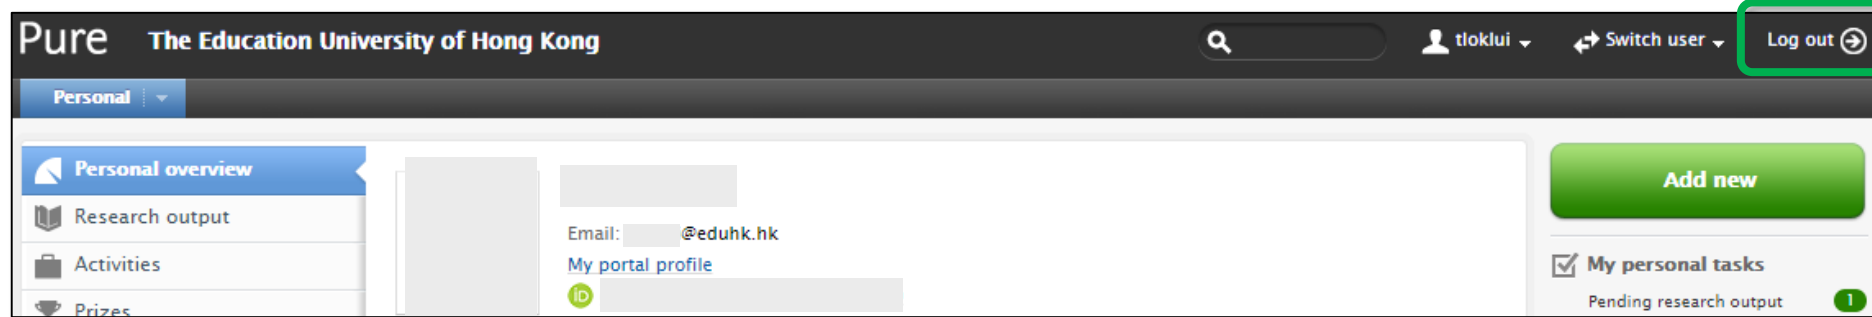 Pure The Education University of Hong Kong tloklui Switch user Log out
Personal
Personal overview
Research output
Activities
Prizes
Email: @eduhk.hk
My portal profile
iD
Add new
My personal tasks
Pending research output 1